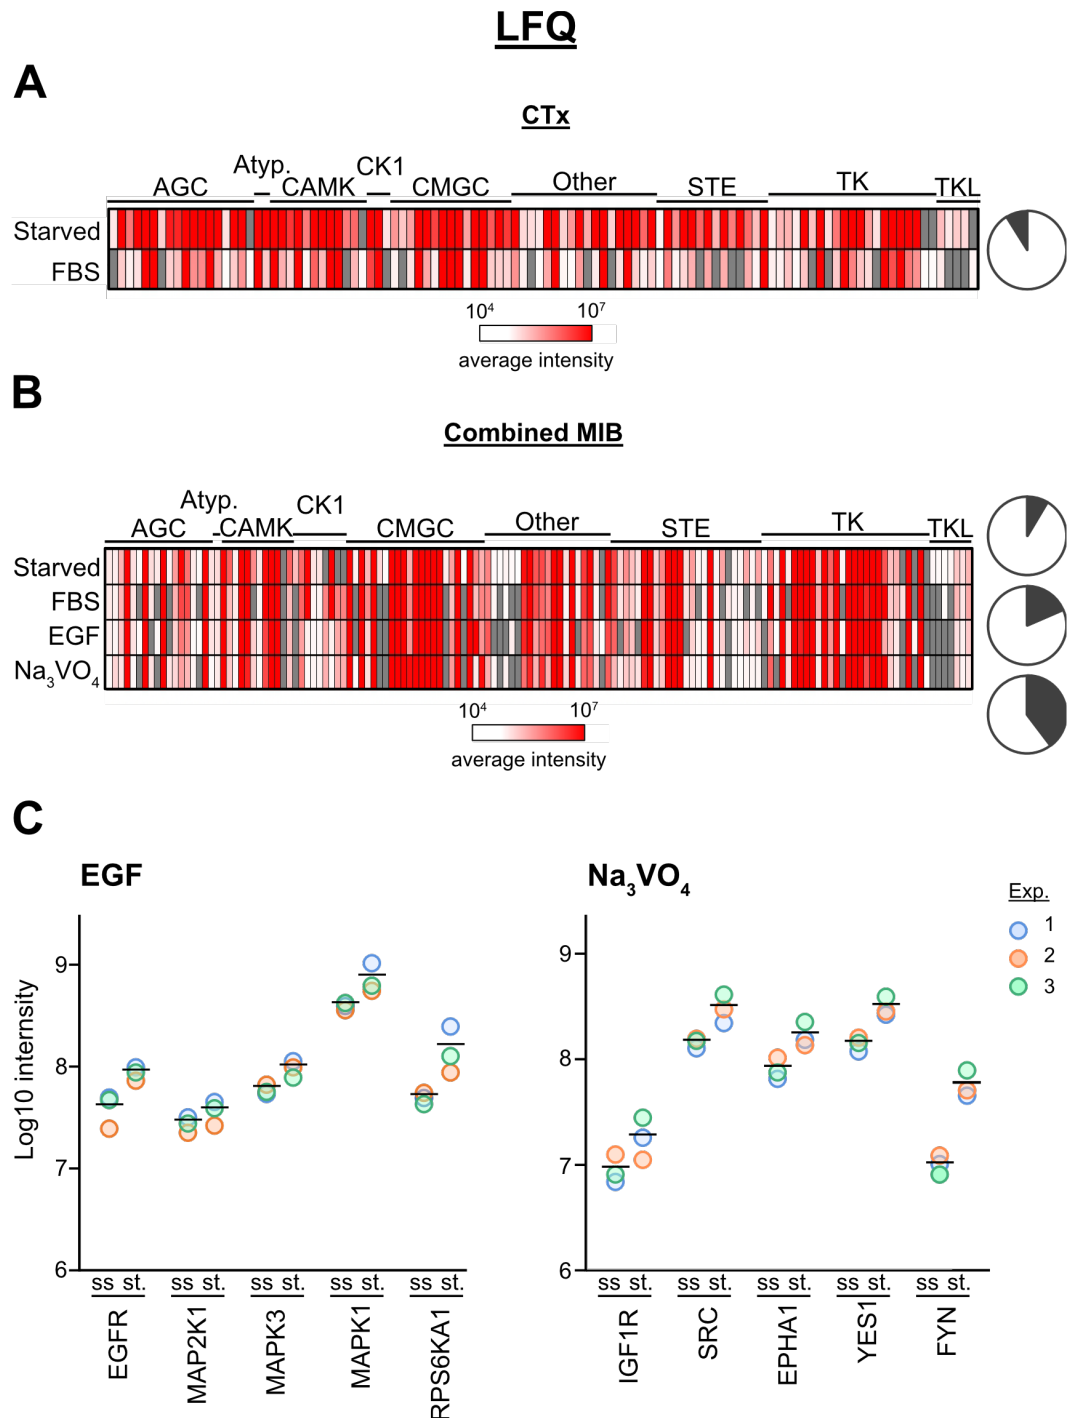 LFQ
A
CTx
Atyp. CK1
AGC CAMK CMGC Other STE TK TKL
Starved
FBS
10⁴ 10⁷
average intensity
B
Combined MIB
Atyp. CK1
AGC CAMK CMGC Other STE TK TKL
Starved
FBS
EGF
Na₃VO₄
10⁴ 10⁷
average intensity
C
EGF
Log10 internsity
9
8
7
6
ss st. ss st. ss st. ss st. ss st.
EGFR MAP2K1 MAPK3 MAPK1 RPS6KA1
Na₃VO₄
9
8
7
6
ss st. ss st. ss st. ss st. ss st.
IGF1R SRC EPHA1 YES1 FYN
Exp.
1
2
3